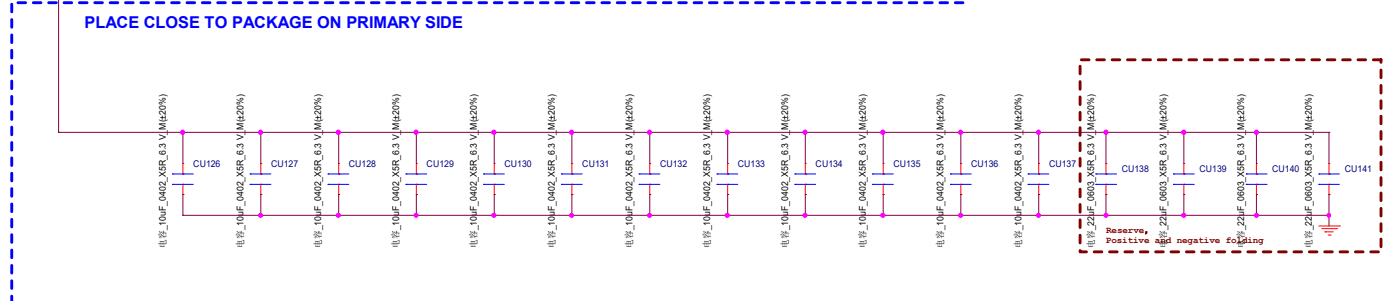 PLACE CLOSE TO PACKAGE ON PRIMARY SIDE
电容_10uF_0402_X5R_6.3 V_M(±20%)
CU126
电容_10uF_0402_X5R_6.3 V_M(±20%)
CU127
电容_10uF_0402_X5R_6.3 V_M(±20%)
CU128
电容_10uF_0402_X5R_6.3 V_M(±20%)
CU129
电容_10uF_0402_X5R_6.3 V_M(±20%)
CU130
电容_10uF_0402_X5R_6.3 V_M(±20%)
CU131
电容_10uF_0402_X5R_6.3 V_M(±20%)
CU132
电容_10uF_0402_X5R_6.3 V_M(±20%)
CU133
电容_10uF_0402_X5R_6.3 V_M(±20%)
CU134
电容_10uF_0402_X5R_6.3 V_M(±20%)
CU135
电容_10uF_0402_X5R_6.3 V_M(±20%)
CU136
电容_10uF_0402_X5R_6.3 V_M(±20%)
CU137
电容_22uF_0603_X5R_6.3 V_M(±20%)
CU138
电容_22uF_0603_X5R_6.3 V_M(±20%)
CU139
电容_22uF_0603_X5R_6.3 V_M(±20%)
CU140
电容_22uF_0603_X5R_6.3 V_M(±20%)
CU141
Reserve,
Positive and negative folding